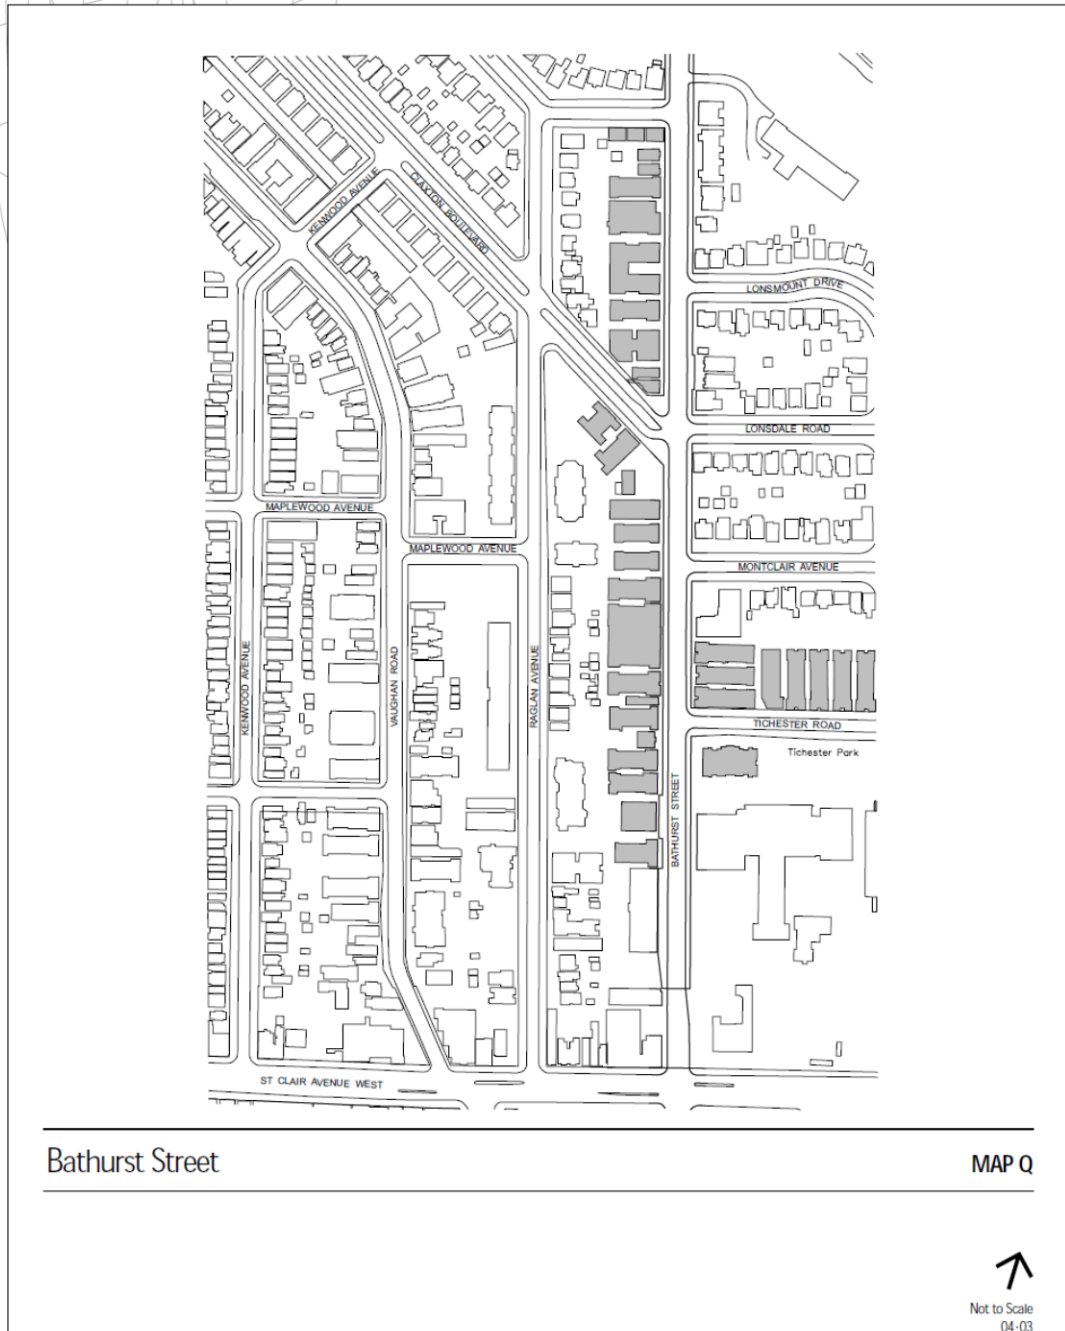 KENWOOD AVENUE
CLAXTON BOULEVARD
LONSMOUNT DRIVE
LONSDALE ROAD
MAPLEWOOD AVENUE
MAPLEWOOD AVENUE
MONTCLAIR AVENUE
KENWOOD AVENUE
VAUGHAN ROAD
RAGLAN AVENUE
TICHESTER ROAD
Tichester Park
BATHURST STREET
ST CLAIR AVENUE WEST
Bathurst Street
MAP Q
Not to Scale
04-03